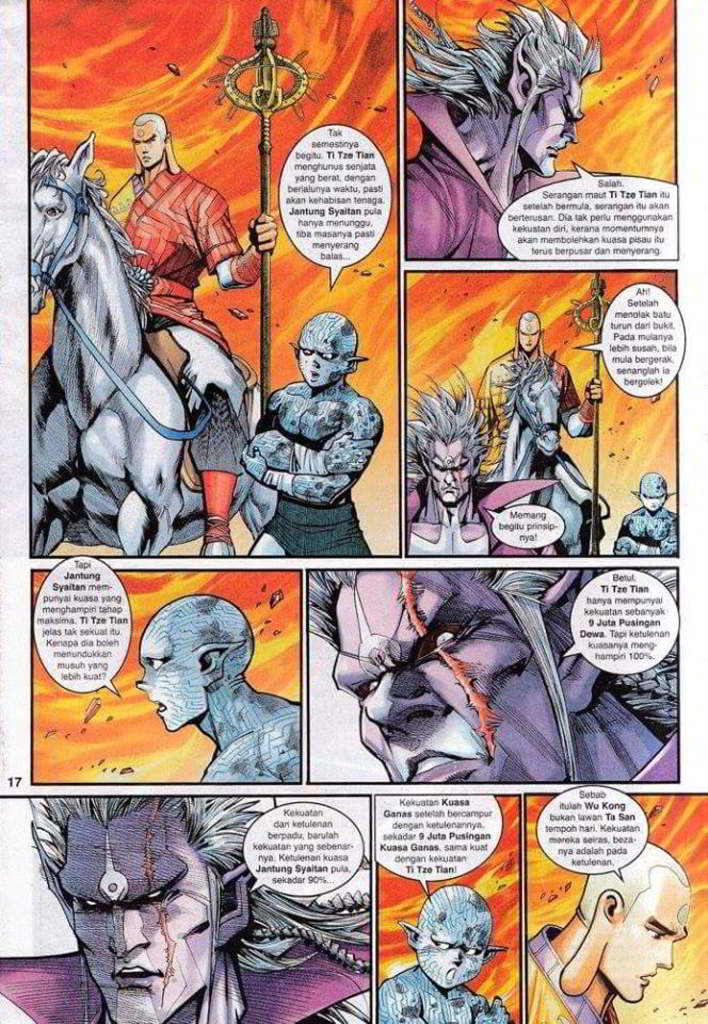 Tak
semestinya
begitu. Ti Tze Tian
menghunus senjata
yang berat, dengan
berlalunya waktu, pasti
akan kehabisan tenaga.
Jantung Syaitan pula
hanya menunggu,
tiba masanya pasti
menyerang
balas...
Salah.
Serangan maut Ti Tze Tian itu
setelah bermula, serangan itu akan
berterusan. Dia tak perlu menggunakan
kekuatan diri, kerana momentumnya
akan membolehkan kuasa pisau itu
terus berpusar dan menyerang.
Ah!
Setelah
menolak batu
turun dari bukit.
Pada mulanya
lebih susah, bila
mula bergerak,
senanglah ia
bergolek!
Memang
begitu prinsip-
nya!
Tapi
Jantung
Syaitan mem-
punyai kuasa yang
menghampiri tahap
maksima. Ti Tze Tian
jelas tak sekuat itu.
Kenapa dia boleh
menundukkan
musuh yang
lebih kuat?
Betul.
Ti Tze Tian
hanya mempunyai
kekuatan sebanyak
9 Juta Pusingan
Dewa. Tapi ketulenan
kuasanya meng-
hampiri 100%.
17
Kekuatan
dan ketulenan
berpadu, barulah
kekuatan yang sebenar-
nya. Ketulenan kuasa
Jantung Syaitan pula,
sekadar 90%...
Kekuatan Kuasa
Ganas setelah bercampur
dengan ketulenannya,
sekadar 9 Juta Pusingan
Kuasa Ganas, sama kuat
dengan kekuatan
Ti Tze Tian!
Sebab
itulah Wu Kong
bukan lawan Ta San
tempoh hari. Kekuatan
mereka seiras, beza-
nya adalah pada
ketulenan.